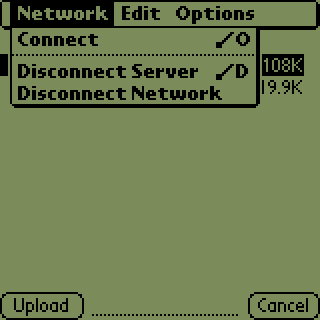 Network Edit Options
Connect /O
Disconnect Server /D
108K
Disconnect Network
19.9K
Upload
Cancel